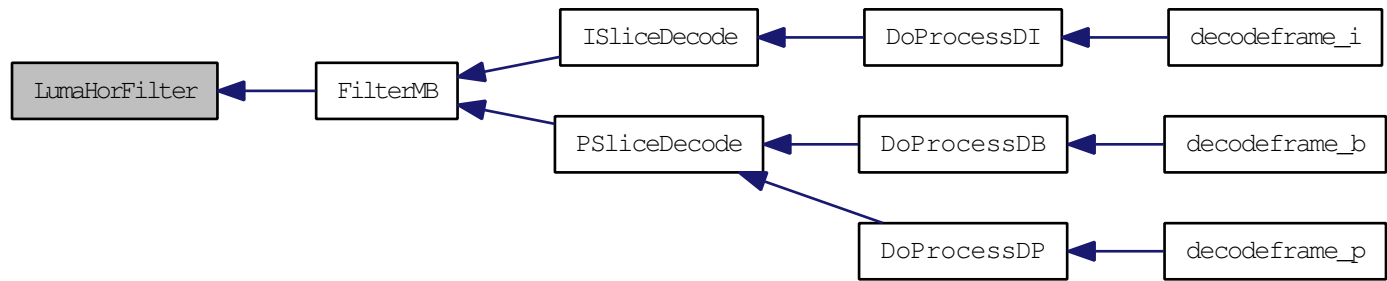 ISliceDecode
DoProcessDI
decodeframe_i
LumaHorFilter
FilterMB
PSliceDecode
DoProcessDB
decodeframe_b
DoProcessDP
decodeframe_p